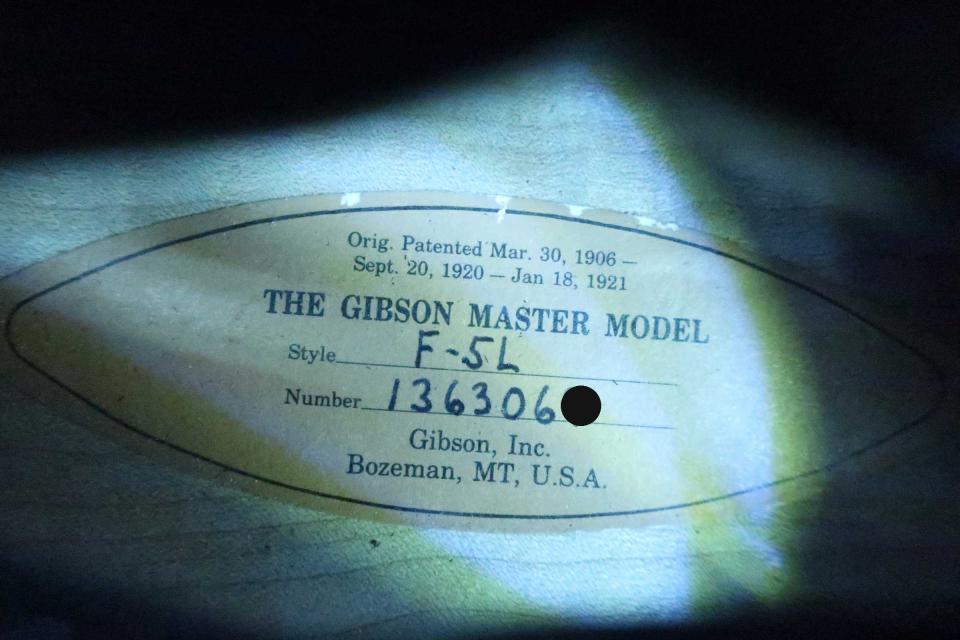 Orig. Patented Mar. 30, 1906 —
Sept. 20, 1920 — Jan 18, 1921
THE GIBSON MASTER MODEL
Style F-5L
Number 136306
Gibson, Inc.
Bozeman, MT, U.S.A.